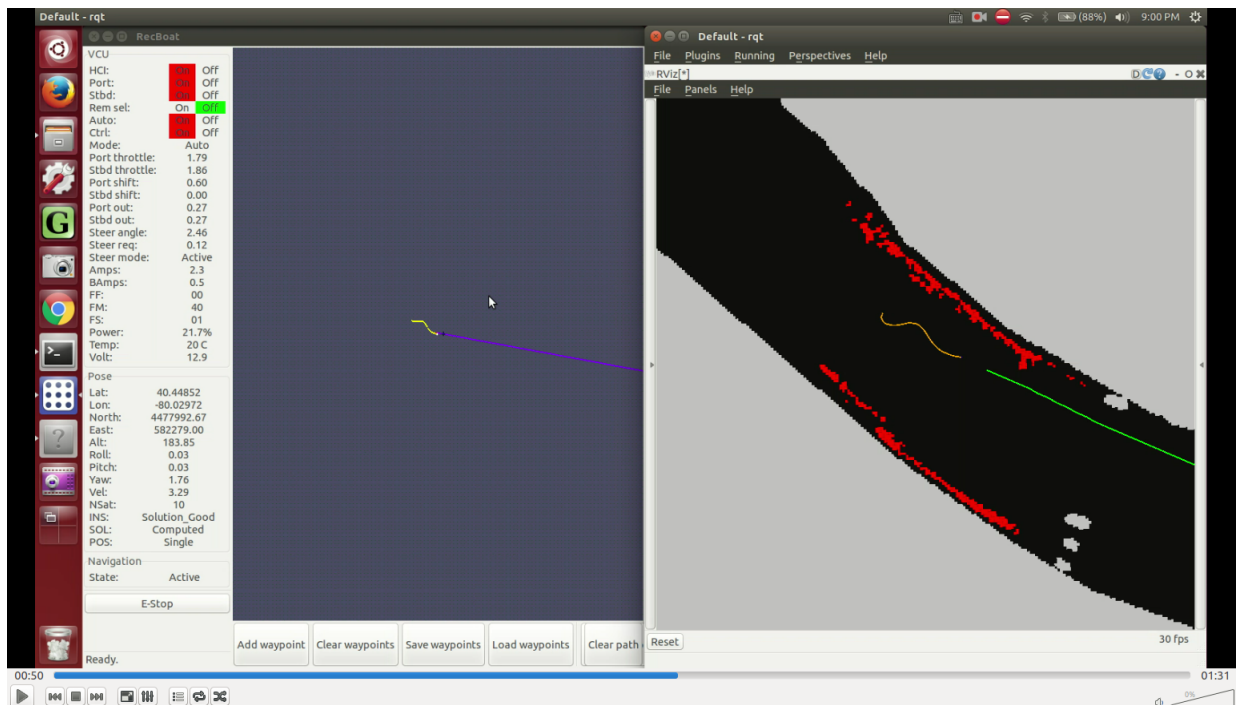 Default - rqt
(88%) 9:00 PM
RecBoat
VCU
HCI: On Off
Port: On Off
Stbd: On Off
Rem sel: On Off
Auto: On Off
Ctrl: On Off
Mode: Auto
Port throttle: 1.79
Stbd throttle: 1.86
Port shift: 0.60
Stbd shift: 0.00
Port out: 0.27
Stbd out: 0.27
Steer angle: 2.46
Steer req: 0.12
Steer mode: Active
Amps: 2.3
BAmps: 0.5
FF: 00
FM: 40
FS: 01
Power: 21.7%
Temp: 20 C
Volt: 12.9
Pose
Lat: 40.44852
Lon: -80.02972
North: 4477992.67
East: 582279.00
Alt: 183.85
Roll: 0.03
Pitch: 0.03
Yaw: 1.76
Vel: 3.29
NSat: 10
INS: Solution_Good
SOL: Computed
POS: Single
Navigation
State: Active
E-Stop
Ready.
Add waypoint Clear waypoints Save waypoints Load waypoints Clear path
Default - rqt
File Plugins Running Perspectives Help
RViz[*] D C - O
File Panels Help
Reset 30 fps
00:50 01:31
0%